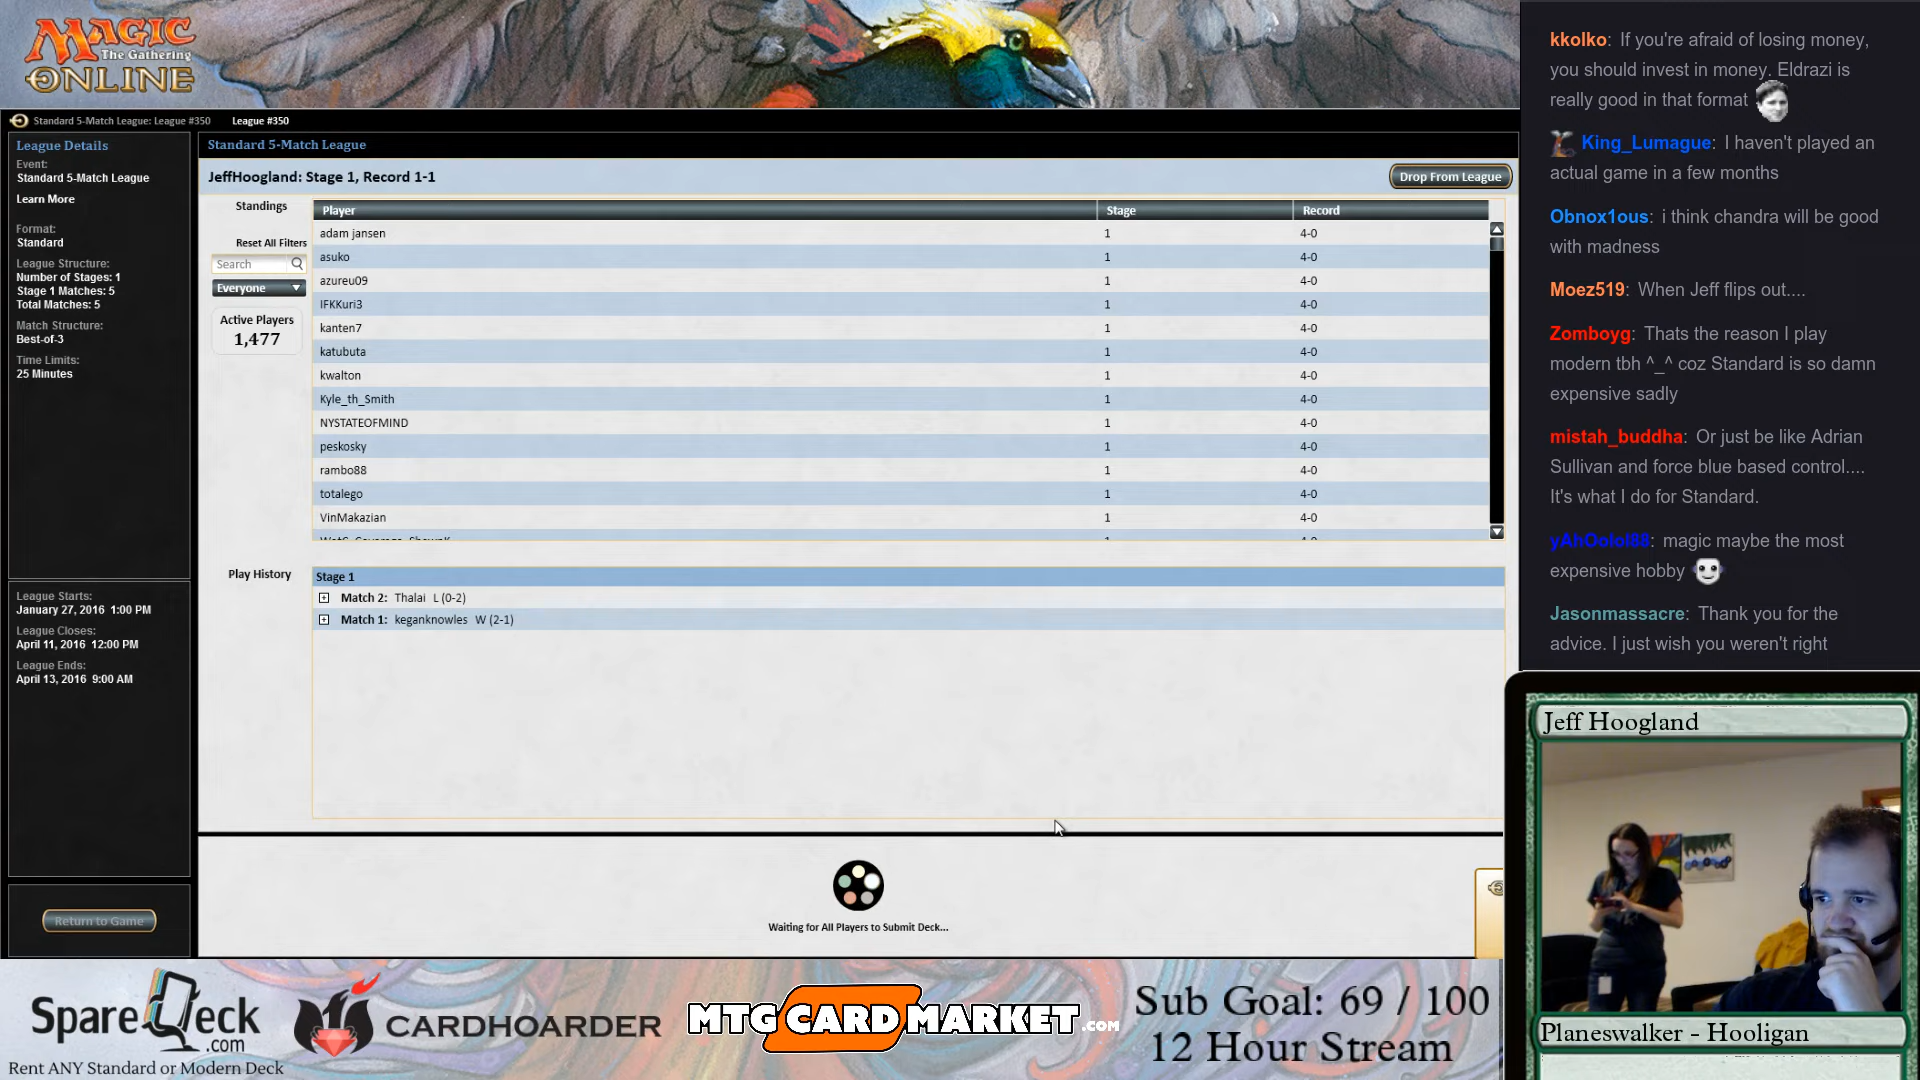 MAGIC
The Gathering
ONLINE
Standard 5-Match League: League #350
League #350
League Details
Event:
Standard 5-Match League
Learn More
Format:
Standard
League Structure:
Number of Stages: 1
Stage 1 Matches: 5
Total Matches: 5
Match Structure:
Best-of-3
Time Limits:
25 Minutes
League Starts:
January 27, 2016 1:00 PM
League Closes:
April 11, 2016 12:00 PM
League Ends:
April 13, 2016 9:00 AM
Return to Game
Standard 5-Match League
JeffHoogland: Stage 1, Record 1-1
Drop From League
Standings
Reset All Filters
Search
Everyone
Active Players
1,477
Player Stage Record
adam jansen 1 4-0
asuko 1 4-0
azureu09 1 4-0
IFKKuri3 1 4-0
kanten7 1 4-0
katubuta 1 4-0
kwalton 1 4-0
Kyle_th_Smith 1 4-0
NYSTATEOFMIND 1 4-0
peskosky 1 4-0
rambo88 1 4-0
totalego 1 4-0
VinMakazian 1 4-0
Play History
Stage 1
Match 2: Thalai L (0-2)
Match 1: keganknowles W (2-1)
Waiting for All Players to Submit Deck...
kkolko: If you're afraid of losing money,
you should invest in money. Eldrazi is
really good in that format
King_Lumague: I haven't played an
actual game in a few months
Obnox1ous: i think chandra will be good
with madness
Moez519: When Jeff flips out....
Zomboyg: Thats the reason I play
modern tbh ^_^ coz Standard is so damn
expensive sadly
mistah_buddha: Or just be like Adrian
Sullivan and force blue based control....
It's what I do for Standard.
yAhOolol88: magic maybe the most
expensive hobby
Jasonmassacre: Thank you for the
advice. I just wish you weren't right
Jeff Hoogland
Planeswalker - Hooligan
SpareDeck
.com
Rent ANY Standard or Modern Deck
CARDHOARDER
MTG CARD MARKET.COM
Sub Goal: 69 / 100
12 Hour Stream